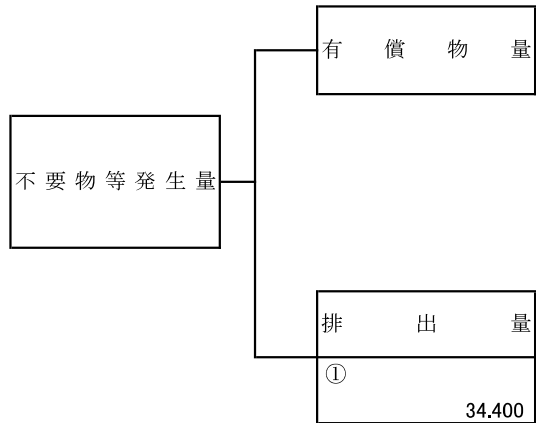 有償物量
不要物等発生量
排出量
①
34.400